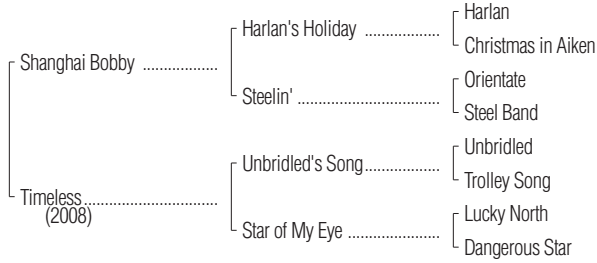 Harlan
Harlan's Holiday ..................
Christmas in Aiken
Shanghai Bobby ..................
Orientate
Steelin' ..................................
Steel Band
Unbridled
Unbridled's Song..................
Trolley Song
Timeless................................
(2008)
Lucky North
Star of My Eye ......................
Dangerous Star